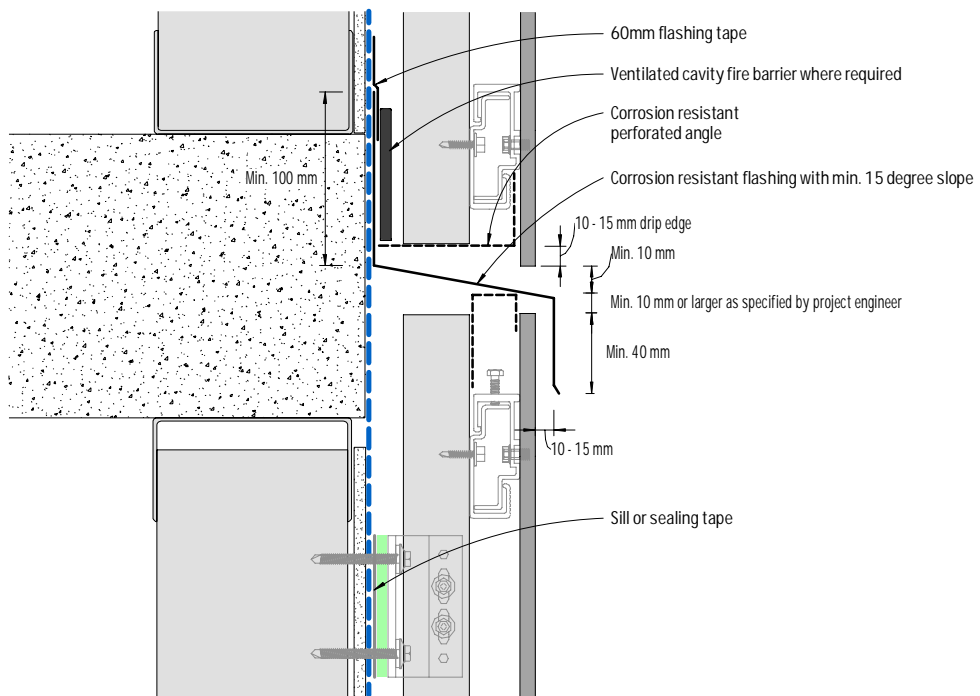 60mm flashing tape
Ventilated cavity fire barrier where required
Corrosion resistant
perforated angle
Min. 100 mm
Corrosion resistant flashing with min. 15 degree slope
10 - 15 mm drip edge
Min. 10 mm
Min. 10 mm or larger as specified by project engineer
Min. 40 mm
10 - 15 mm
Sill or sealing tape